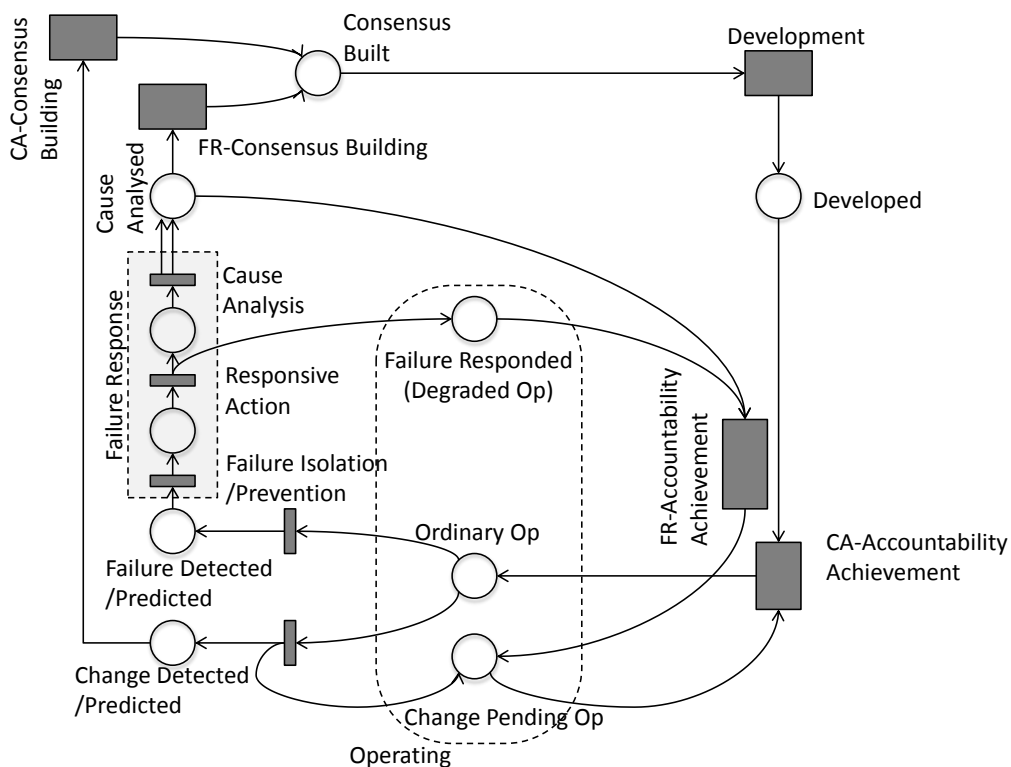 Consensus
Built
Development
CA-Consensus
Building
FR-Consensus Building
Cause
Analysed
Developed
Cause
Analysis
Failure Response
Failure Responded
(Degraded Op)
Responsive
Action
FR-Accountability
Achievement
Failure Isolation
/Prevention
Ordinary Op
CA-Accountability
Achievement
Failure Detected
/Predicted
Change Detected
/Predicted
Change Pending Op
Operating